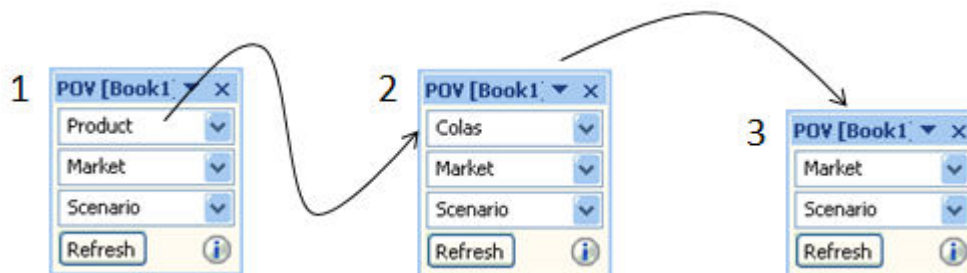 1
POV [Book1]
Product
Market
Scenario
Refresh
2
POV [Book1]
Colas
Market
Scenario
Refresh
3
POV [Book1]
Market
Scenario
Refresh